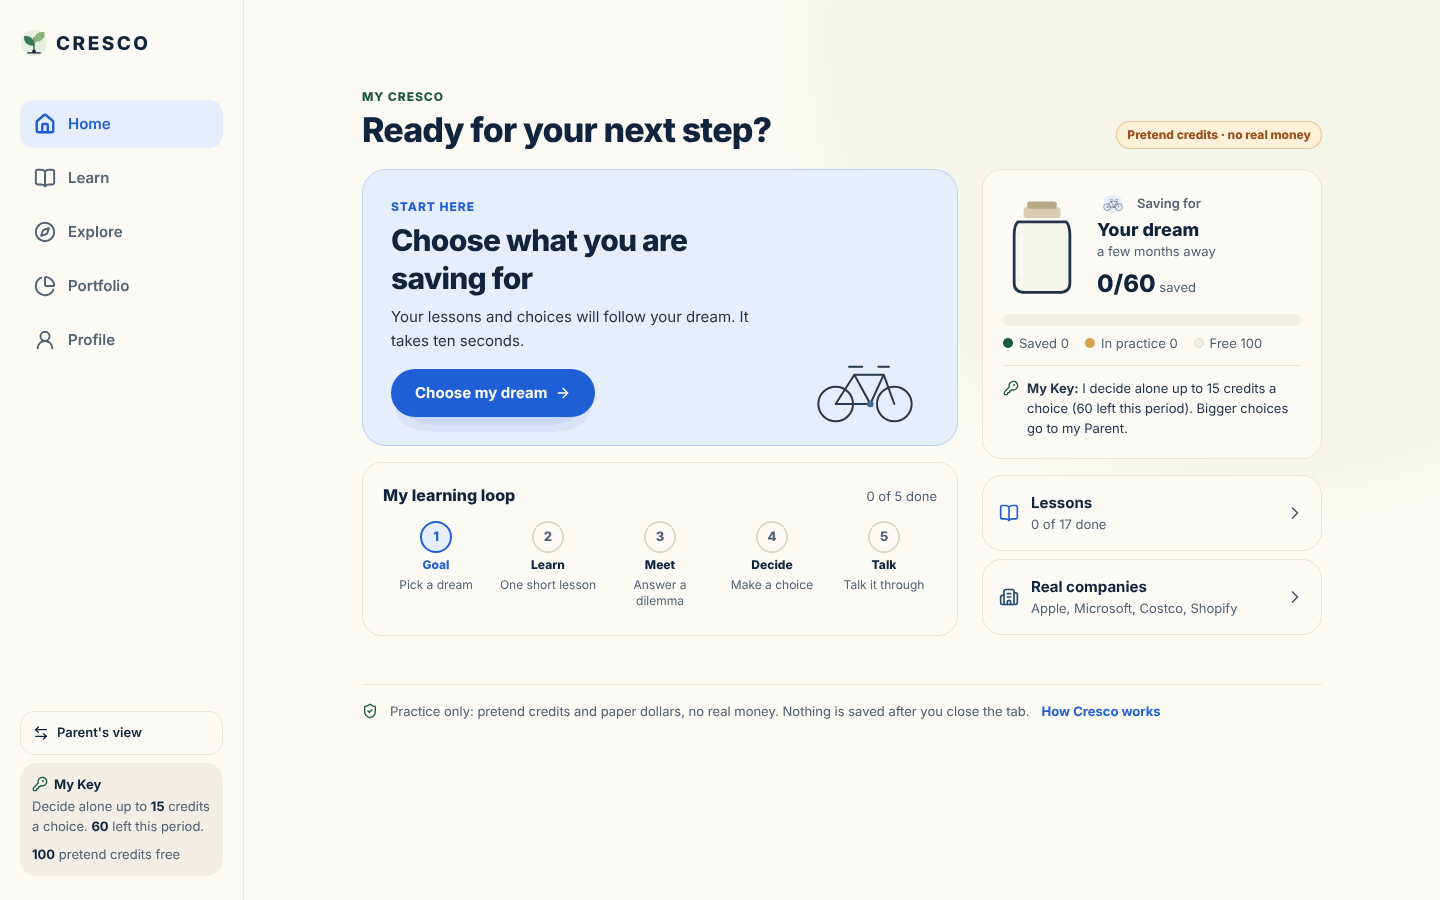 CRESCO
Home
Learn
Explore
Portfolio
Profile
Parent's view
My Key
Decide alone up to 15 credits
a choice. 60 left this period.
100 pretend credits free
MY CRESCO
Ready for your next step?
Pretend credits · no real money
START HERE
Choose what you are
saving for
Your lessons and choices will follow your dream. It
takes ten seconds.
Choose my dream
Saving for
Your dream
a few months away
0/60 saved
Saved 0
In practice 0
Free 100
My Key: I decide alone up to 15 credits a
choice (60 left this period). Bigger choices
go to my Parent.
My learning loop
0 of 5 done
1
Goal
Pick a dream
2
Learn
One short lesson
3
Meet
Answer a
dilemma
4
Decide
Make a choice
5
Talk
Talk it through
Lessons
0 of 17 done
Real companies
Apple, Microsoft, Costco, Shopify
Practice only: pretend credits and paper dollars, no real money. Nothing is saved after you close the tab. How Cresco works